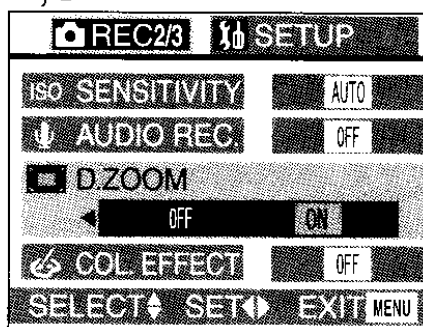 REC2/3 SETUP
ISO SENSITIVITY AUTO
AUDIO REC. OFF
D.ZOOM
OFF ON
COL. EFFECT OFF
SELECT SET EXIT MENU